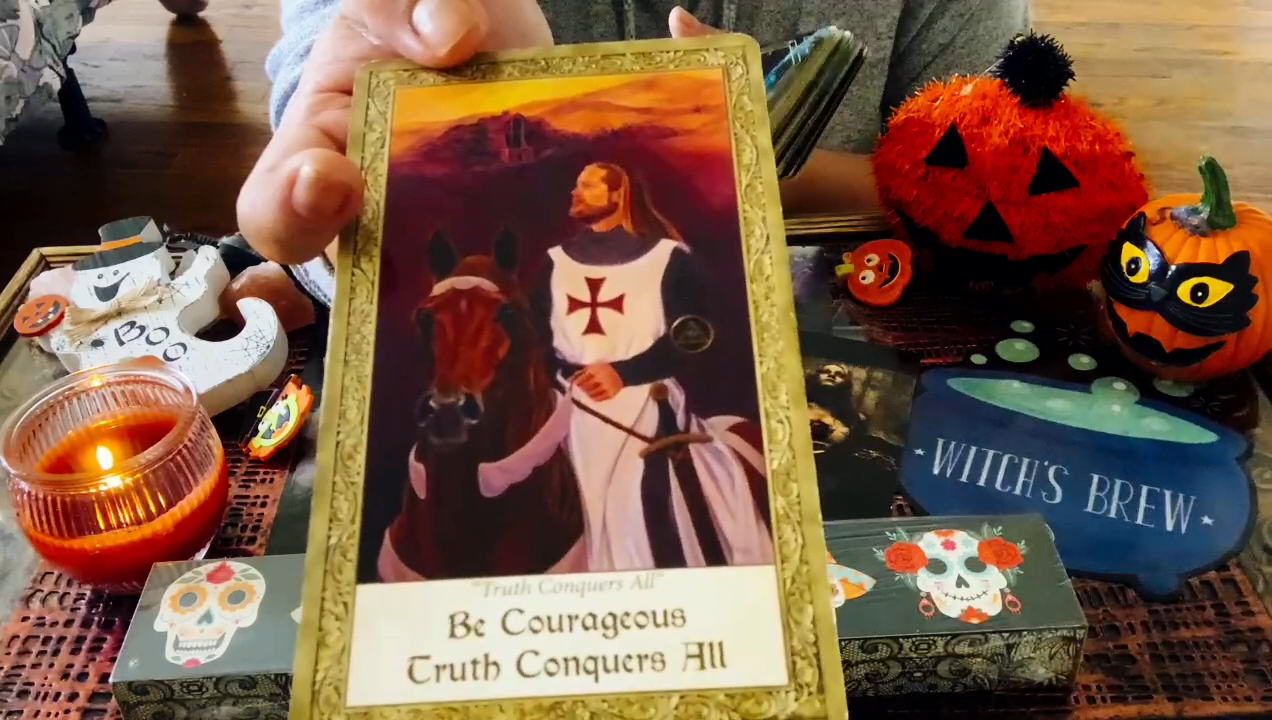 BOO
"Truth Conquers All"
Be Courageous
Truth Conquers All
WITCH'S BREW